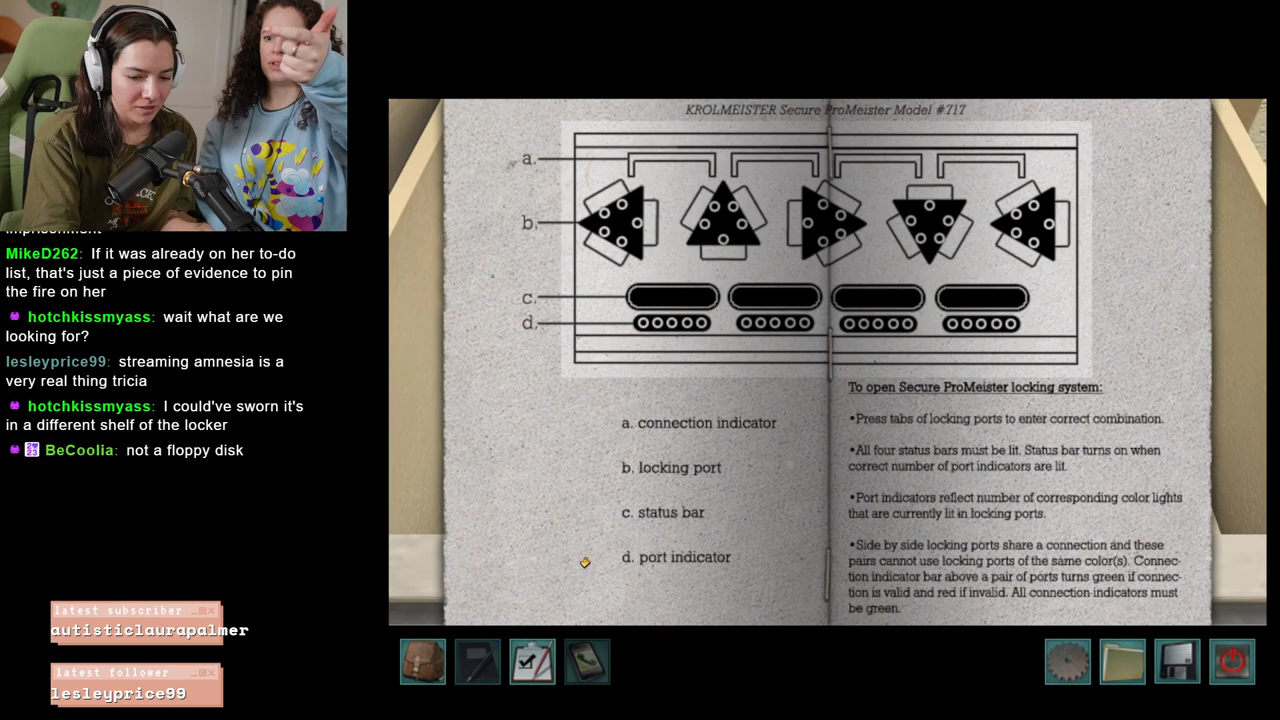 KROLMEISTER Secure ProMeister Model #717
a.
b.
c.
d.
a. connection indicator
b. locking port
c. status bar
d. port indicator
To open Secure ProMeister locking system:
•Press tabs of locking ports to enter correct combination.
•All four status bars must be lit. Status bar turns on when
correct number of port indicators are lit.
•Port indicators reflect number of corresponding color lights
that are currently lit in locking ports.
•Side by side locking ports share a connection and these
pairs cannot use locking ports of the same color(s). Connec-
tion indicator bar above a pair of ports turns green if connec-
tion is valid and red if invalid. All connection indicators must
be green.
imprisonment
MikeD262: If it was already on her to-do
list, that's just a piece of evidence to pin
the fire on her
hotchkissmyass: wait what are we
looking for?
lesleyprice99: streaming amnesia is a
very real thing tricia
hotchkissmyass: I could've sworn it's
in a different shelf of the locker
BeCoolia: not a floppy disk
latest subscriber
autisticlaurapalmer
latest follower
lesleyprice99